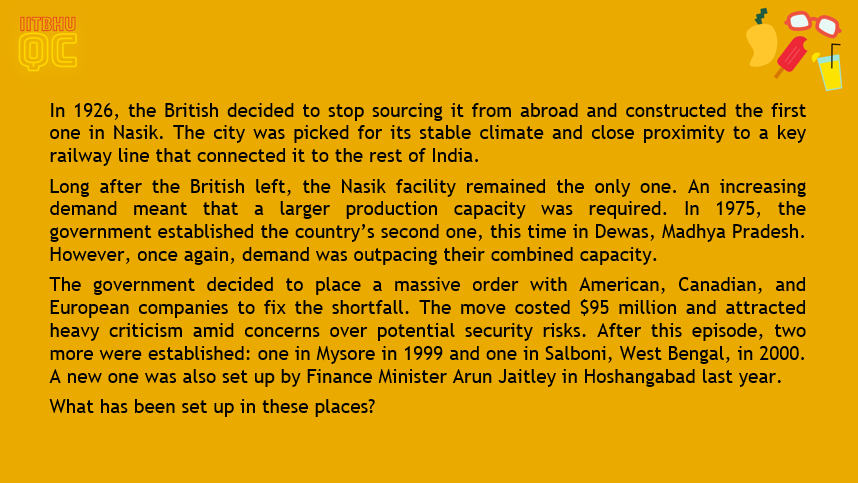 IITBHU
QC
In 1926, the British decided to stop sourcing it from abroad and constructed the first
one in Nasik. The city was picked for its stable climate and close proximity to a key
railway line that connected it to the rest of India.
Long after the British left, the Nasik facility remained the only one. An increasing
demand meant that a larger production capacity was required. In 1975, the
government established the country’s second one, this time in Dewas, Madhya Pradesh.
However, once again, demand was outpacing their combined capacity.
The government decided to place a massive order with American, Canadian, and
European companies to fix the shortfall. The move costed $95 million and attracted
heavy criticism amid concerns over potential security risks. After this episode, two
more were established: one in Mysore in 1999 and one in Salboni, West Bengal, in 2000.
A new one was also set up by Finance Minister Arun Jaitley in Hoshangabad last year.
What has been set up in these places?